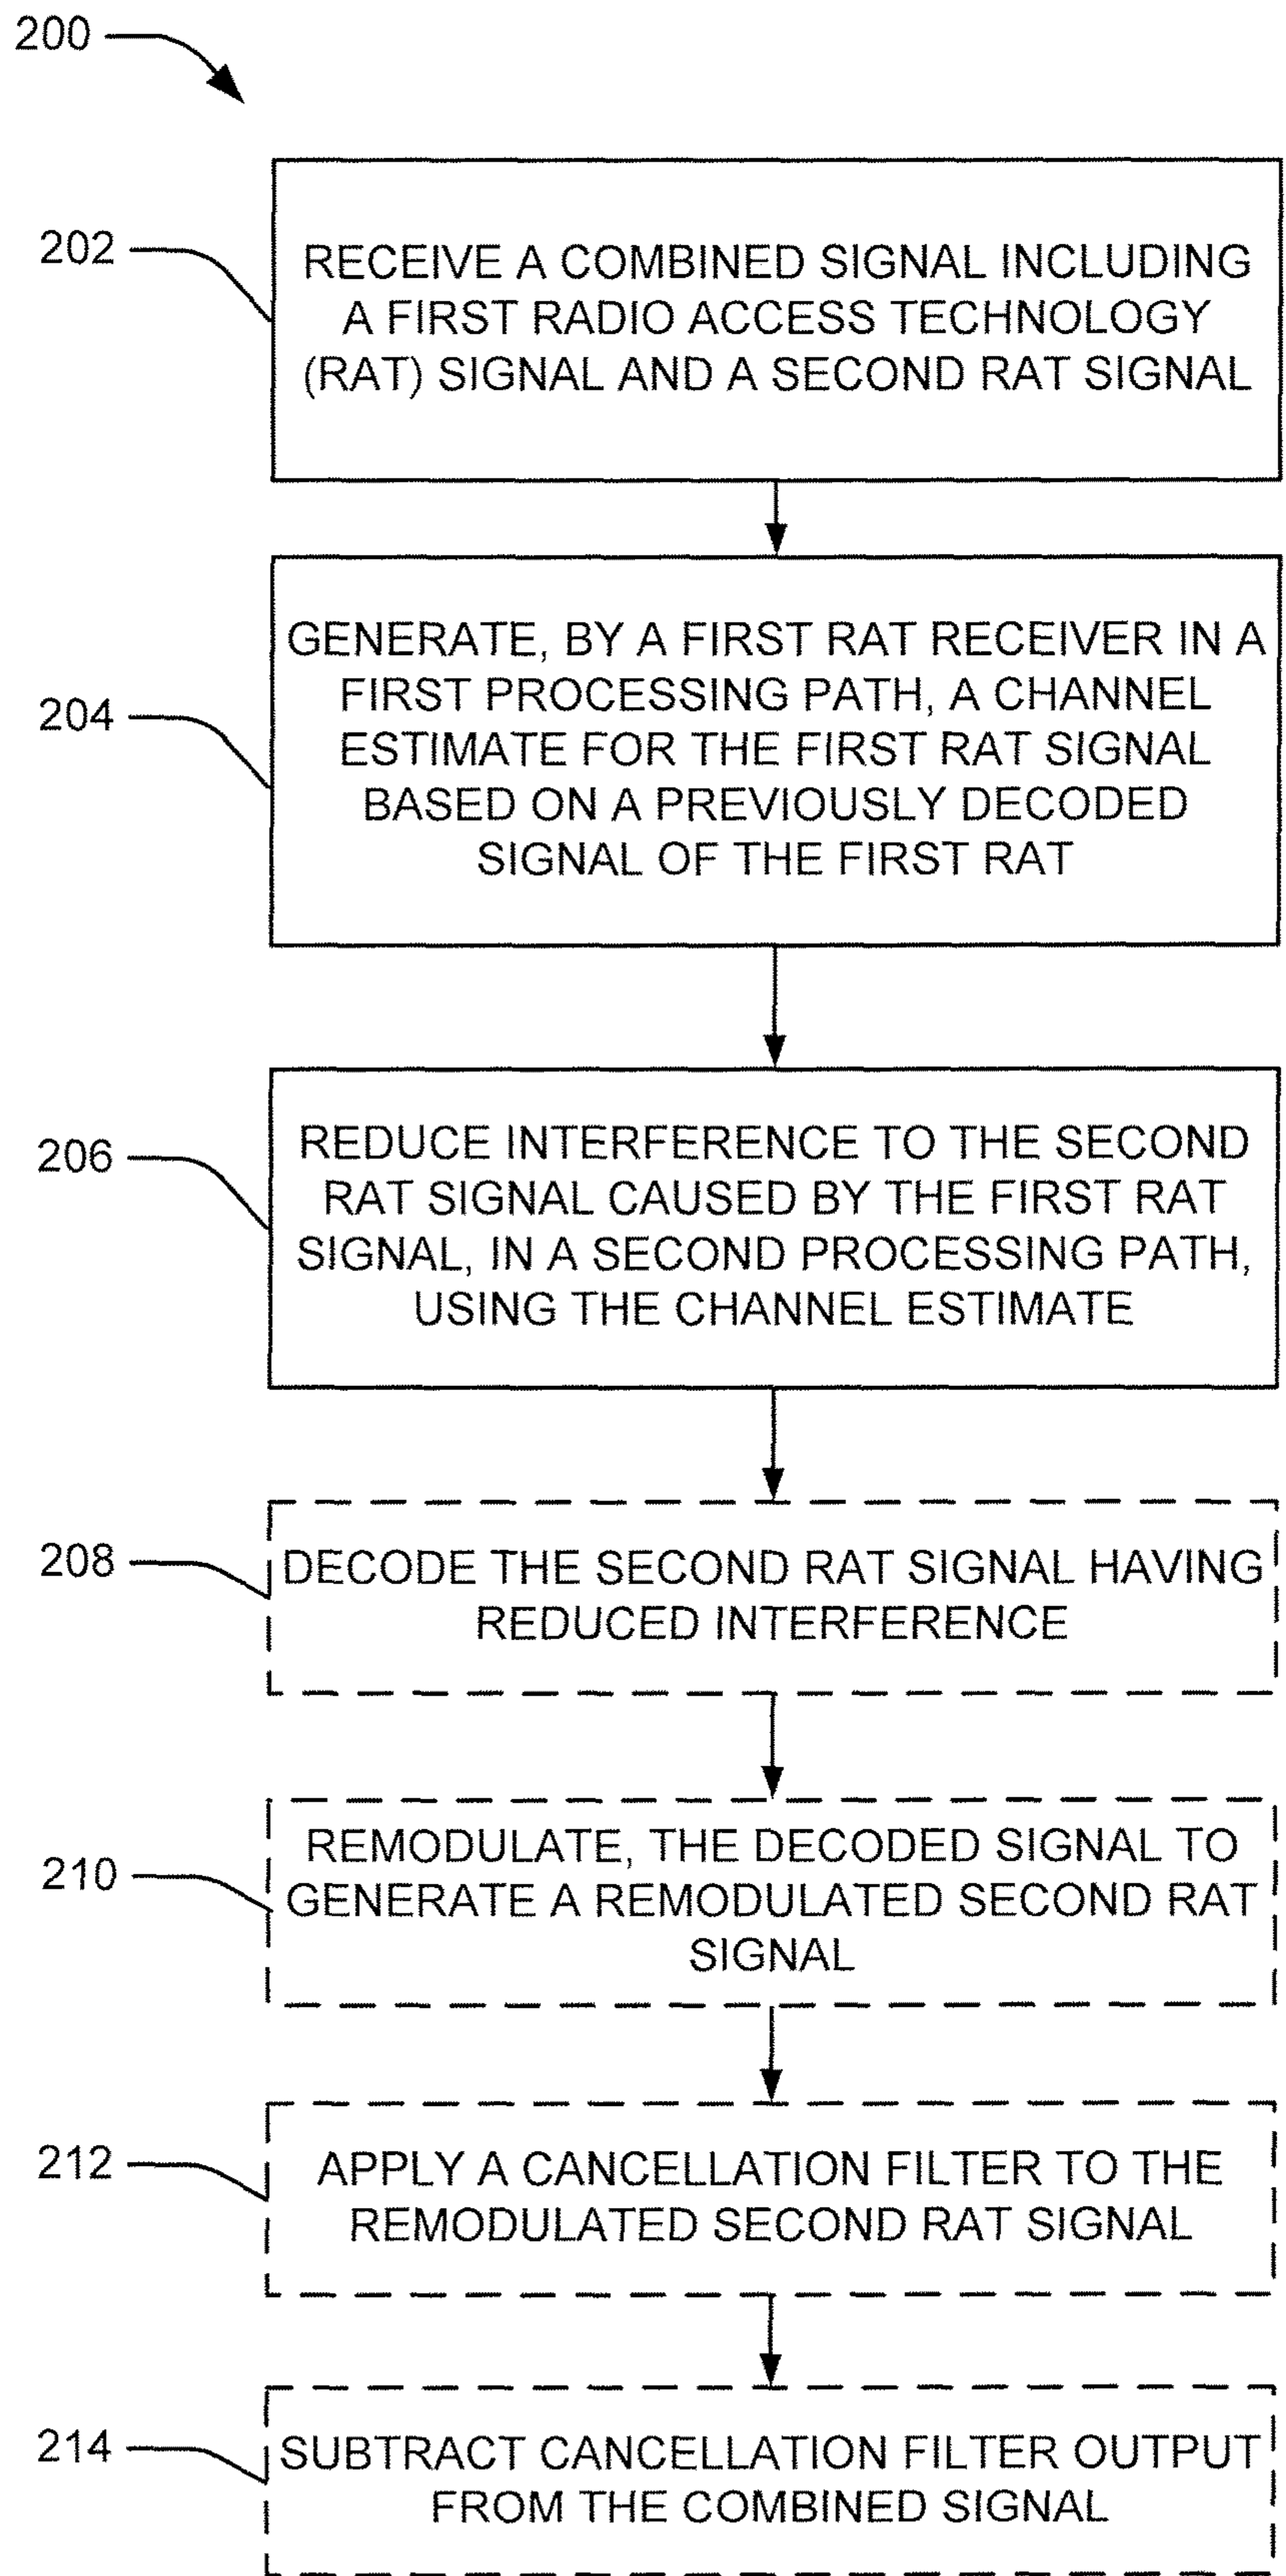 200
202
RECEIVE A COMBINED SIGNAL INCLUDING
A FIRST RADIO ACCESS TECHNOLOGY
(RAT) SIGNAL AND A SECOND RAT SIGNAL
204
GENERATE, BY A FIRST RAT RECEIVER IN A
FIRST PROCESSING PATH, A CHANNEL
ESTIMATE FOR THE FIRST RAT SIGNAL
BASED ON A PREVIOUSLY DECODED
SIGNAL OF THE FIRST RAT
206
REDUCE INTERFERENCE TO THE SECOND
RAT SIGNAL CAUSED BY THE FIRST RAT
SIGNAL, IN A SECOND PROCESSING PATH,
USING THE CHANNEL ESTIMATE
208
DECODE THE SECOND RAT SIGNAL HAVING
REDUCED INTERFERENCE
210
REMODULATE, THE DECODED SIGNAL TO
GENERATE A REMODULATED SECOND RAT
SIGNAL
212
APPLY A CANCELLATION FILTER TO THE
REMODULATED SECOND RAT SIGNAL
214
SUBTRACT CANCELLATION FILTER OUTPUT
FROM THE COMBINED SIGNAL